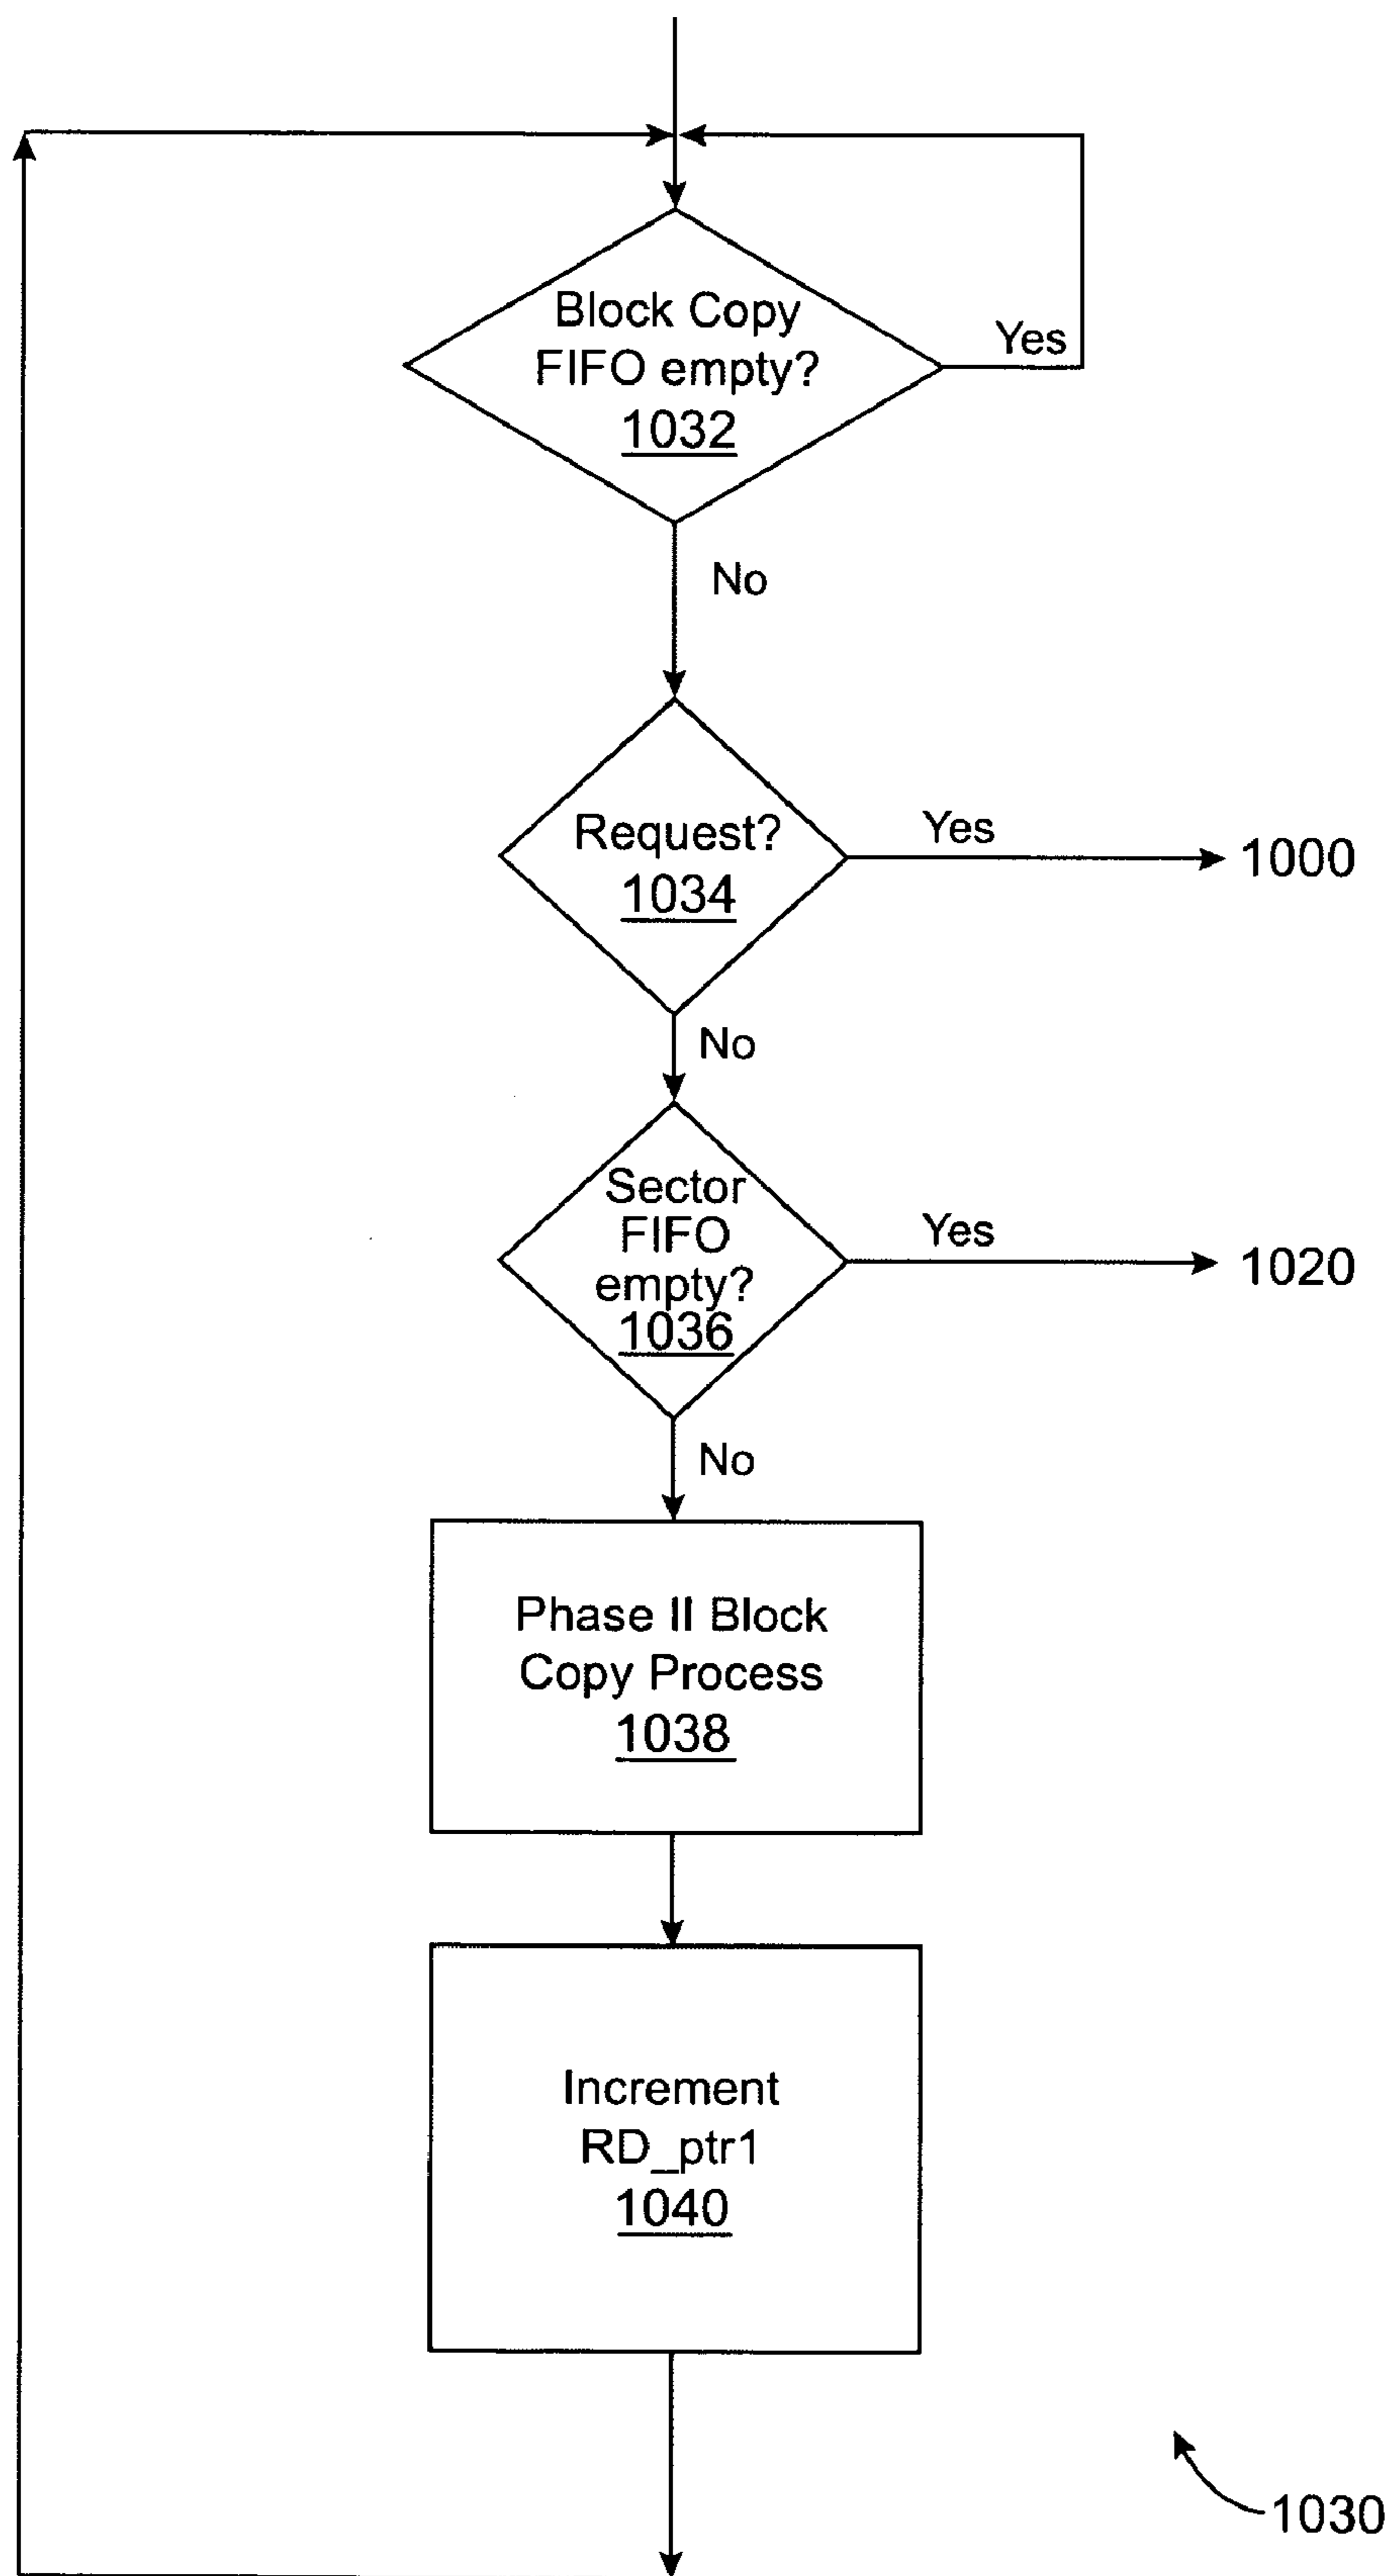 Block Copy
FIFO empty?
1032
Yes
No
Request?
1034
Yes
1000
No
Sector
FIFO
empty?
1036
Yes
1020
No
Phase II Block
Copy Process
1038
Increment
RD_ptr1
1040
1030